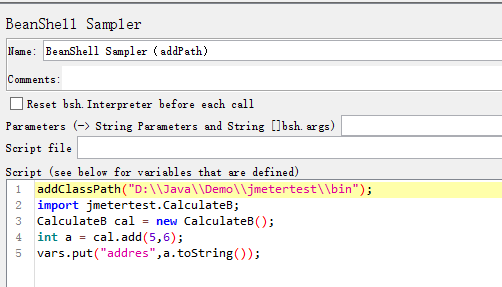 BeanShell Sampler
Name: BeanShell Sampler (addPath)
Comments:
Reset bsh.Interpreter before each call
Parameters (-> String Parameters and String []bsh.args)
Script file
Script (see below for variables that are defined)
1 addClassPath("D:\\Java\\Demo\\jmetertest\\bin");
2 import jmetertest.CalculateB;
3 CalculateB cal = new CalculateB();
4 int a = cal.add(5,6);
5 vars.put("addres",a.toString());